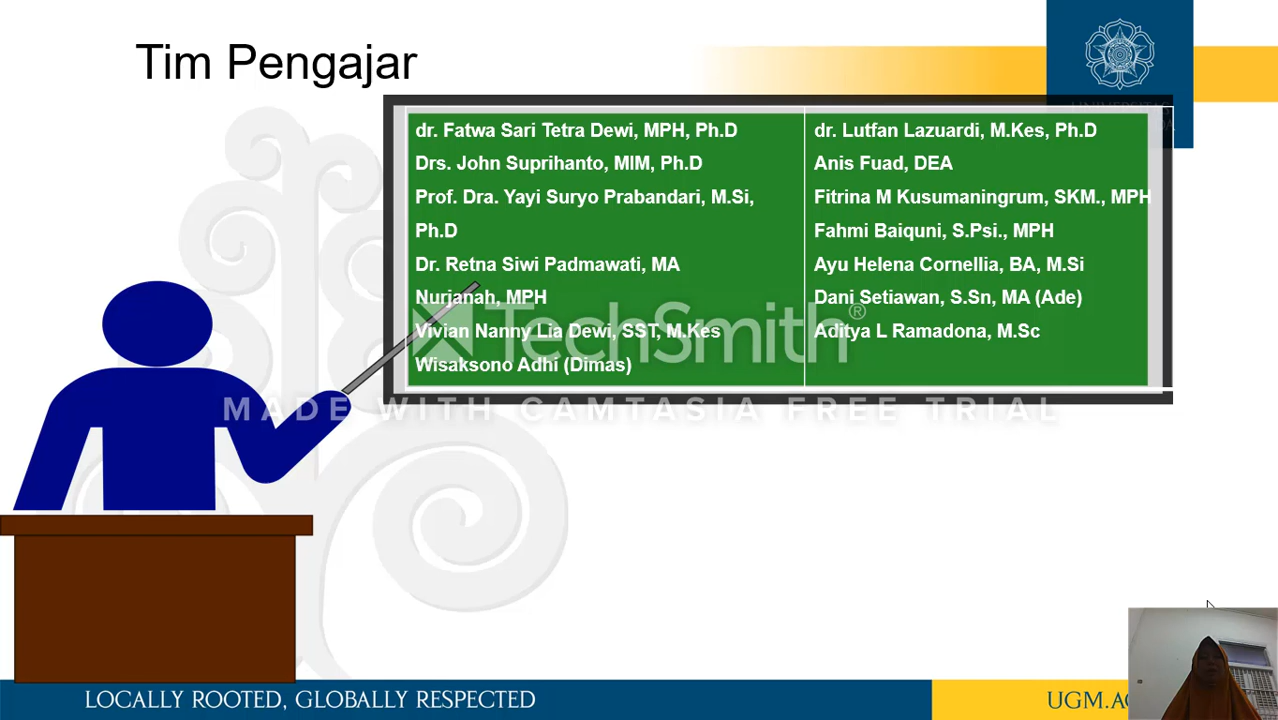 Tim Pengajar
dr. Fatwa Sari Tetra Dewi, MPH, Ph.D
Drs. John Suprihanto, MIM, Ph.D
Prof. Dra. Yayi Suryo Prabandari, M.Si,
Ph.D
Dr. Retna Siwi Padmawati, MA
Nurjanah, MPH
Vivian Nanny Lia Dewi, SST, M.Kes
Wisaksono Adhi (Dimas)
dr. Lutfan Lazuardi, M.Kes, Ph.D
Anis Fuad, DEA
Fitrina M Kusumaningrum, SKM., MPH
Fahmi Baiquni, S.Psi., MPH
Ayu Helena Cornellia, BA, M.Si
Dani Setiawan, S.Sn, MA (Ade)
Aditya L Ramadona, M.Sc
TechSmith®
MADE WITH CAMTASIA FREE TRIAL
LOCALLY ROOTED, GLOBALLY RESPECTED